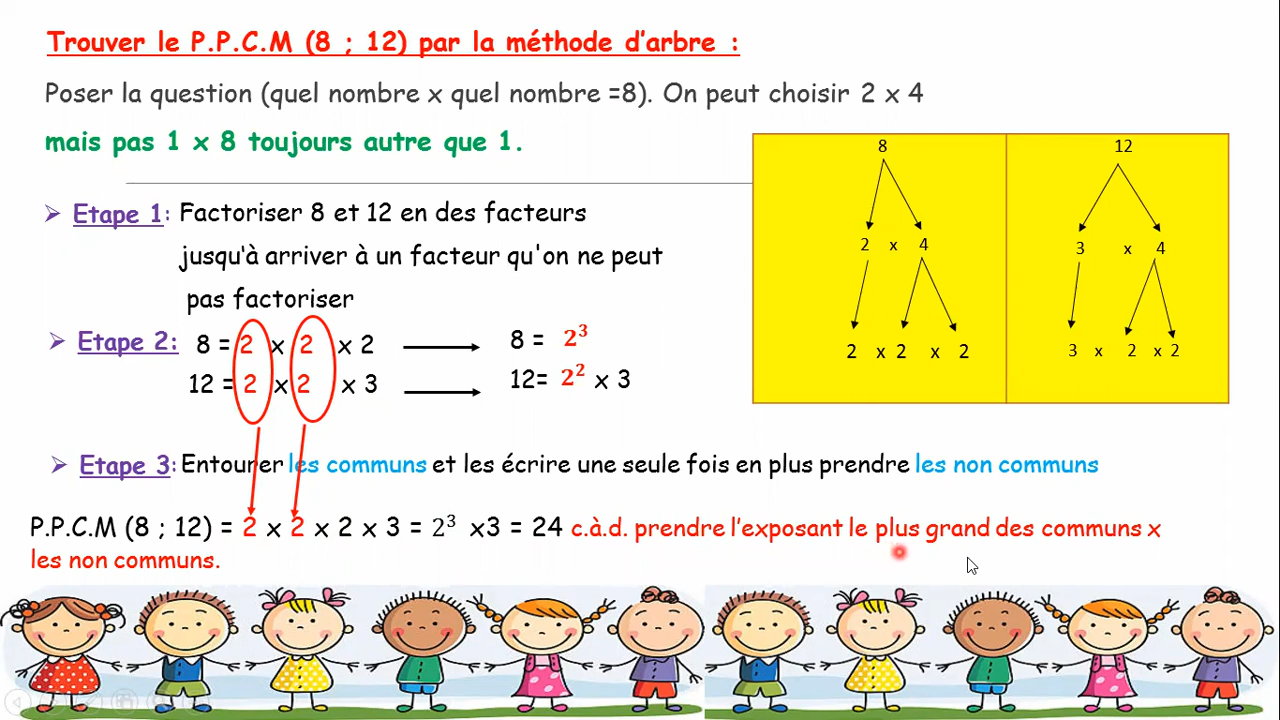 Trouver le P.P.C.M (8 ; 12) par la méthode d’arbre :
Poser la question (quel nombre x quel nombre =8). On peut choisir 2 x 4
mais pas 1 x 8 toujours autre que 1.
➢ Etape 1: Factoriser 8 et 12 en des facteurs
jusqu'à arriver à un facteur qu'on ne peut
pas factoriser
➢ Etape 2: 8 = 2 x 2 x 2 8 = 2³
12 = 2 x 2 x 3 12= 2² x 3
8
2 x 4
2 x 2 x 2
12
3 x 4
3 x 2 x 2
➢ Etape 3: Entourer les communs et les écrire une seule fois en plus prendre les non communs
P.P.C.M (8 ; 12) = 2 x 2 x 2 x 3 = 2³ x3 = 24 c.à.d. prendre l’exposant le plus grand des communs x
les non communs.